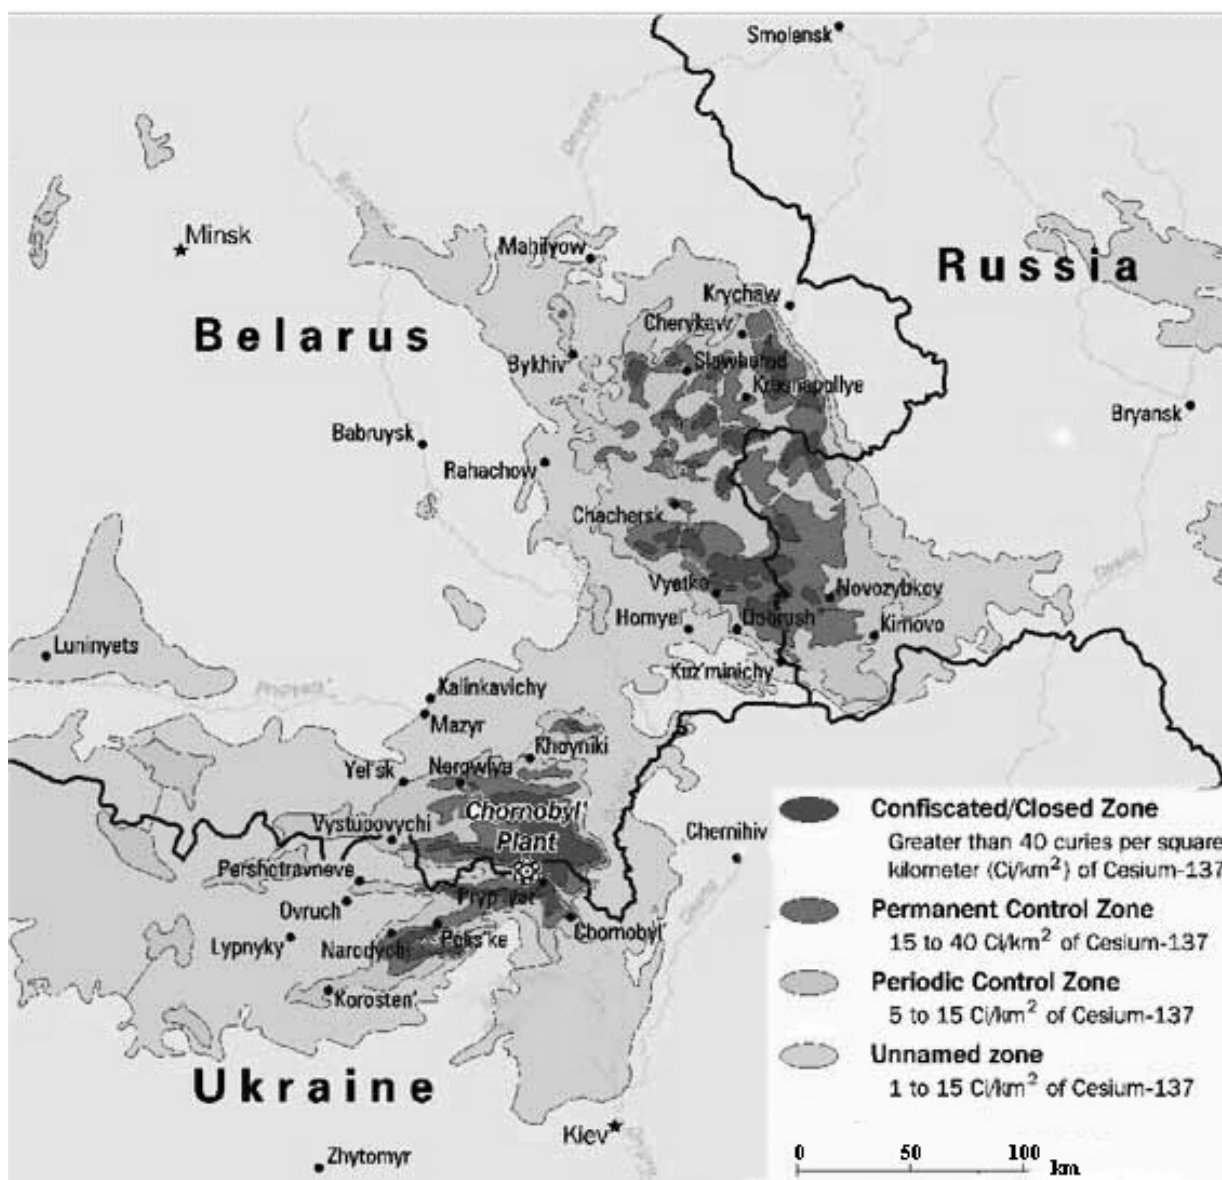 Smolensk
Minsk
Mahilyow
Russia
Krychaw
Belarus
Cherykaw
Bykhiv
Slawharad
Krasnapollye
Bryansk
Babruysk
Rahachow
Chachersk
Vyetka
Novozybkov
Homyel'
Dobrush
Kirnovo
Luninyets
Kuz'minichy
Kalinkavichy
Mazyr
Khoyniki
Yel'sk
Narowlya
Chornobyl'
Plant
Vystupovychi
Chernihiv
Pershotravneve
Pryp'yat'
Ovruch
Chornobyl'
Lypnyky
Narodychi
Polis'ke
Korosten'
Ukraine
Kiev
Zhytomyr
Confiscated/Closed Zone
Greater than 40 curies per square
kilometer (Ci/km²) of Cesium-137
Permanent Control Zone
15 to 40 Ci/km² of Cesium-137
Periodic Control Zone
5 to 15 Ci/km² of Cesium-137
Unnamed zone
1 to 15 Ci/km² of Cesium-137
0 50 100
km